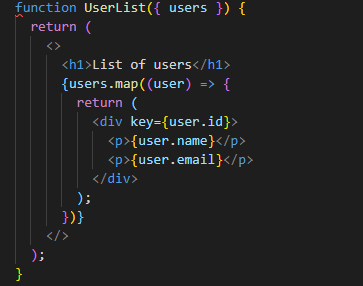 function UserList({ users }) {
  return (
    <>
      <h1>List of users</h1>
      {users.map((user) => {
        return (
          <div key={user.id}>
            <p>{user.name}</p>
            <p>{user.email}</p>
          </div>
        );
      })}
    </>
  );
}